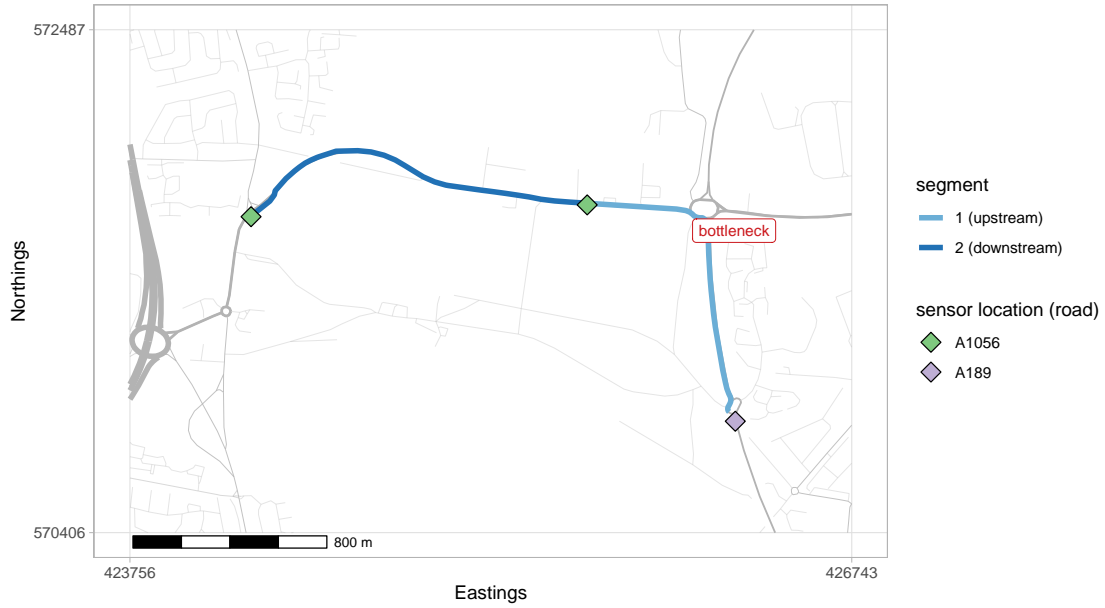 572487
Northings
570406
423756
426743
Eastings
800 m
bottleneck
segment
1 (upstream)
2 (downstream)
sensor location (road)
A1056
A189